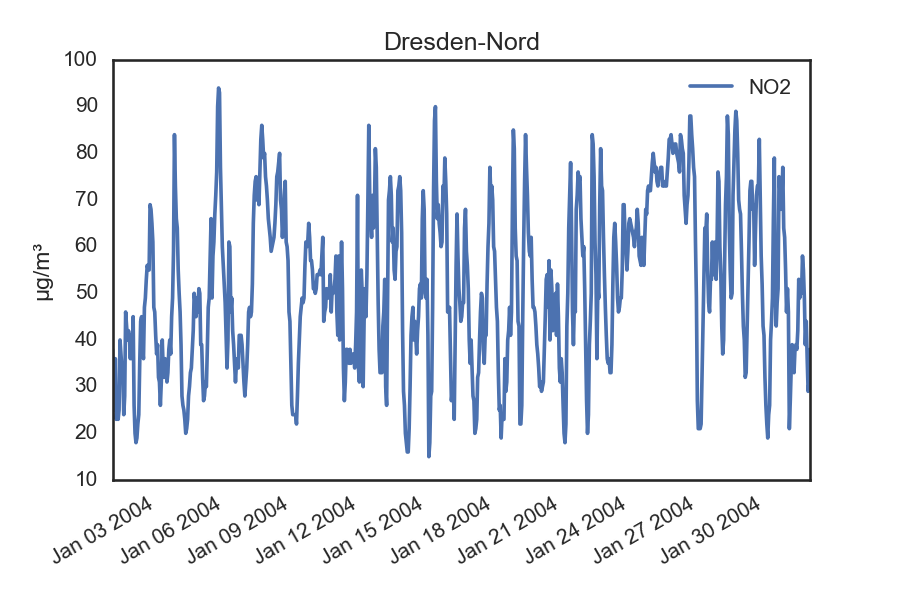 Dresden-Nord
NO2
µg/m³
100
90
80
70
60
50
40
30
20
10
Jan 03 2004
Jan 06 2004
Jan 09 2004
Jan 12 2004
Jan 15 2004
Jan 18 2004
Jan 21 2004
Jan 24 2004
Jan 27 2004
Jan 30 2004